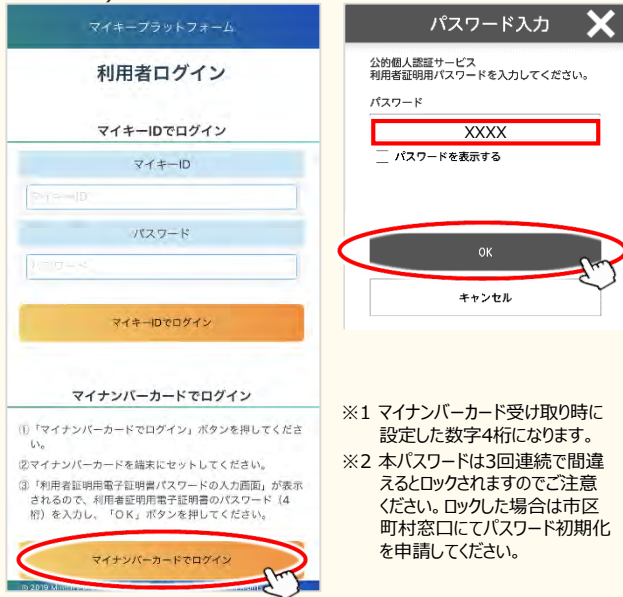 マイキープラットフォーム
利用者ログイン
マイキーIDでログイン
マイキーID
マイキーID
パスワード
パスワード
マイキーIDでログイン
マイナンバーカードでログイン
①「マイナンバーカードでログイン」ボタンを押してくださ
い。
②マイナンバーカードを端末にセットしてください。
③「利用者証明用電子証明書パスワードの入力画面」が表示
されるので、利用者証明用電子証明書のパスワード（4
桁）を入力し、「OK」ボタンを押してください。
マイナンバーカードでログイン
© 2019
パスワード入力
公的個人認証サービス
利用者証明用パスワードを入力してください。
パスワード
XXXX
パスワードを表示する
OK
キャンセル
※1 マイナンバーカード受け取り時に
設定した数字4桁になります。
※2 本パスワードは3回連続で間違
えるとロックされますのでご注意
ください。ロックした場合は市区
町村窓口にてパスワード初期化
を申請してください。